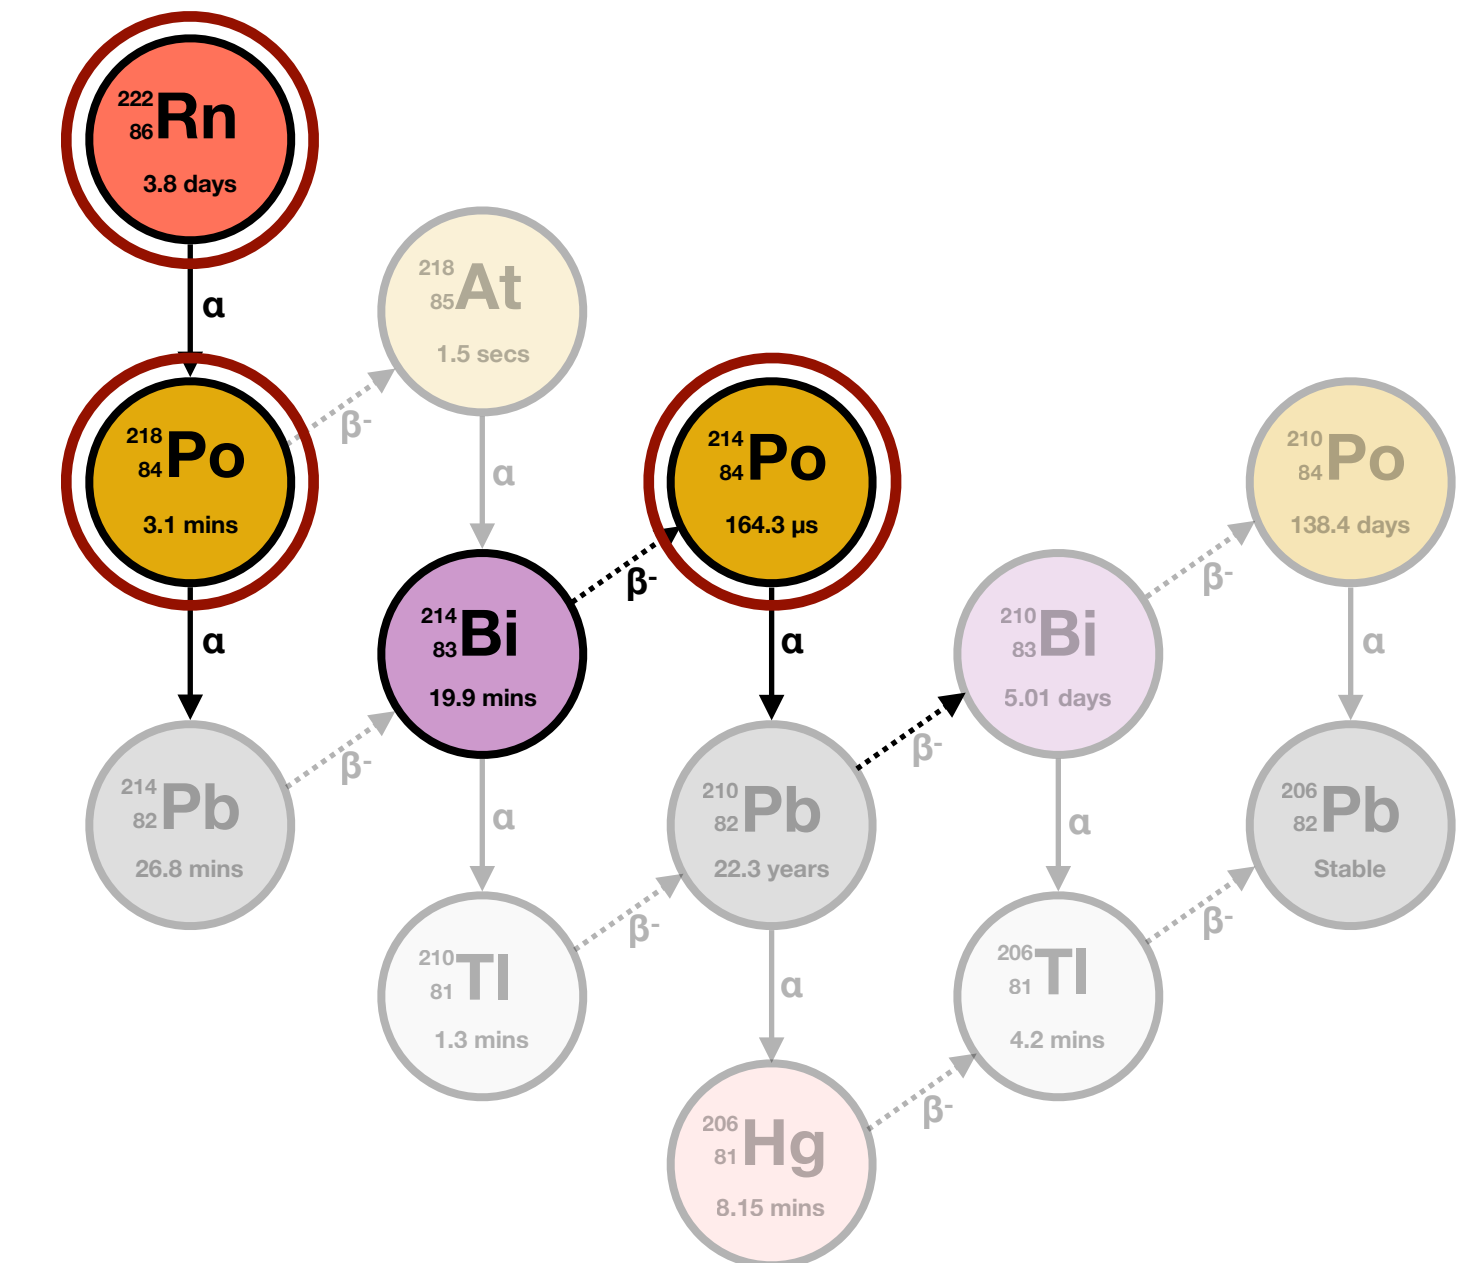 222
86 Rn
3.8 days
α
218
85 At
1.5 secs
218
84 Po
3.1 mins
β-
α
214
84 Po
164.3 µs
210
84 Po
138.4 days
α
214
83 Bi
19.9 mins
β-
α
210
83 Bi
5.01 days
β-
α
214
82 Pb
26.8 mins
β-
α
210
82 Pb
22.3 years
β-
α
206
82 Pb
Stable
210
81 Tl
1.3 mins
β-
α
206
81 Tl
4.2 mins
β-
206
81 Hg
8.15 mins
β-